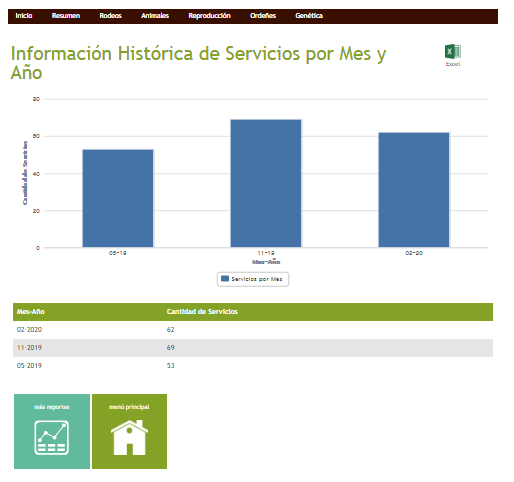 Inicio Resumen Rodeos Animales Reproducción Ordeñes Genética
Información Histórica de Servicios por Mes y
Año
Excel
80
60
40
20
0
Cantidad de Servicios
05-19 11-19 02-20
Mes-Año
Servicios por Mes
Mes-Año Cantidad de Servicios
02-2020 62
11-2019 69
05-2019 53
más reportes menú principal